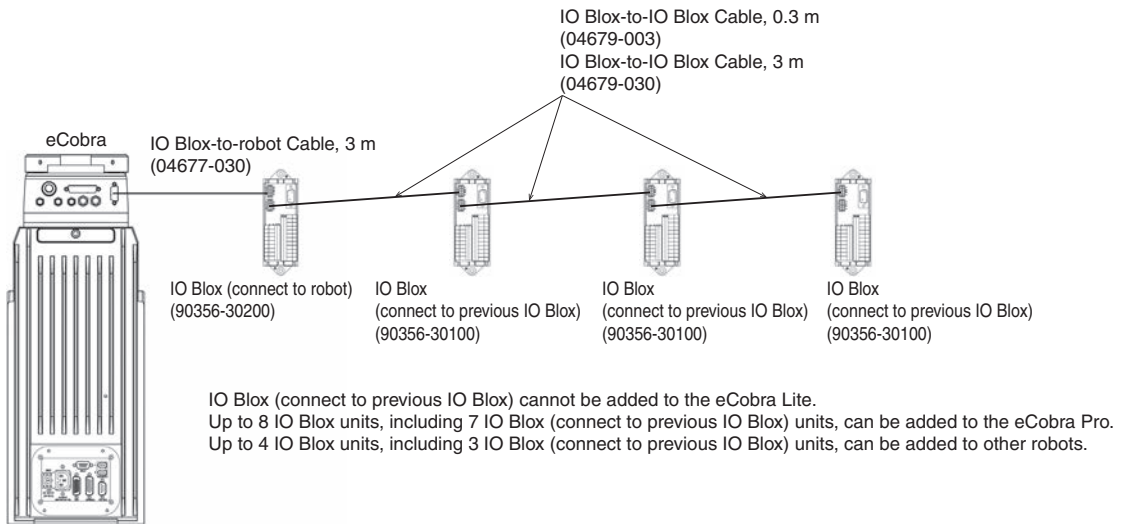 IO Blox-to-IO Blox Cable, 0.3 m
(04679-003)
IO Blox-to-IO Blox Cable, 3 m
(04679-030)
eCobra
IO Blox-to-robot Cable, 3 m
(04677-030)
IO Blox (connect to robot)
(90356-30200)
IO Blox
(connect to previous IO Blox)
(90356-30100)
IO Blox
(connect to previous IO Blox)
(90356-30100)
IO Blox
(connect to previous IO Blox)
(90356-30100)
IO Blox (connect to previous IO Blox) cannot be added to the eCobra Lite.
Up to 8 IO Blox units, including 7 IO Blox (connect to previous IO Blox) units, can be added to the eCobra Pro.
Up to 4 IO Blox units, including 3 IO Blox (connect to previous IO Blox) units, can be added to other robots.